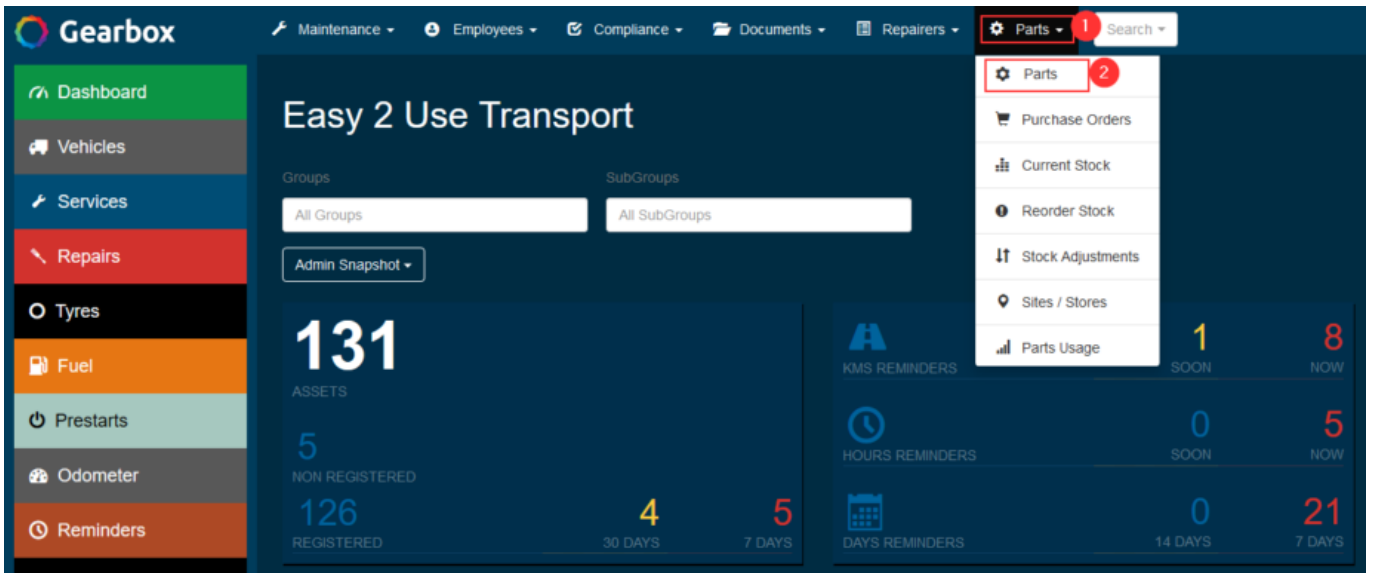 Gearbox
Maintenance
Employees
Compliance
Documents
Repairers
Parts
1
Search
Dashboard
Vehicles
Services
Repairs
Tyres
Fuel
Prestarts
Odometer
Reminders
Parts
2
Purchase Orders
Current Stock
Reorder Stock
Stock Adjustments
Sites / Stores
Parts Usage
Easy 2 Use Transport
Groups
SubGroups
All Groups
All SubGroups
Admin Snapshot
131
ASSETS
5
NON REGISTERED
126
REGISTERED
4
30 DAYS
5
7 DAYS
KMS REMINDERS
1
SOON
8
NOW
HOURS REMINDERS
0
SOON
5
NOW
DAYS REMINDERS
0
14 DAYS
21
7 DAYS